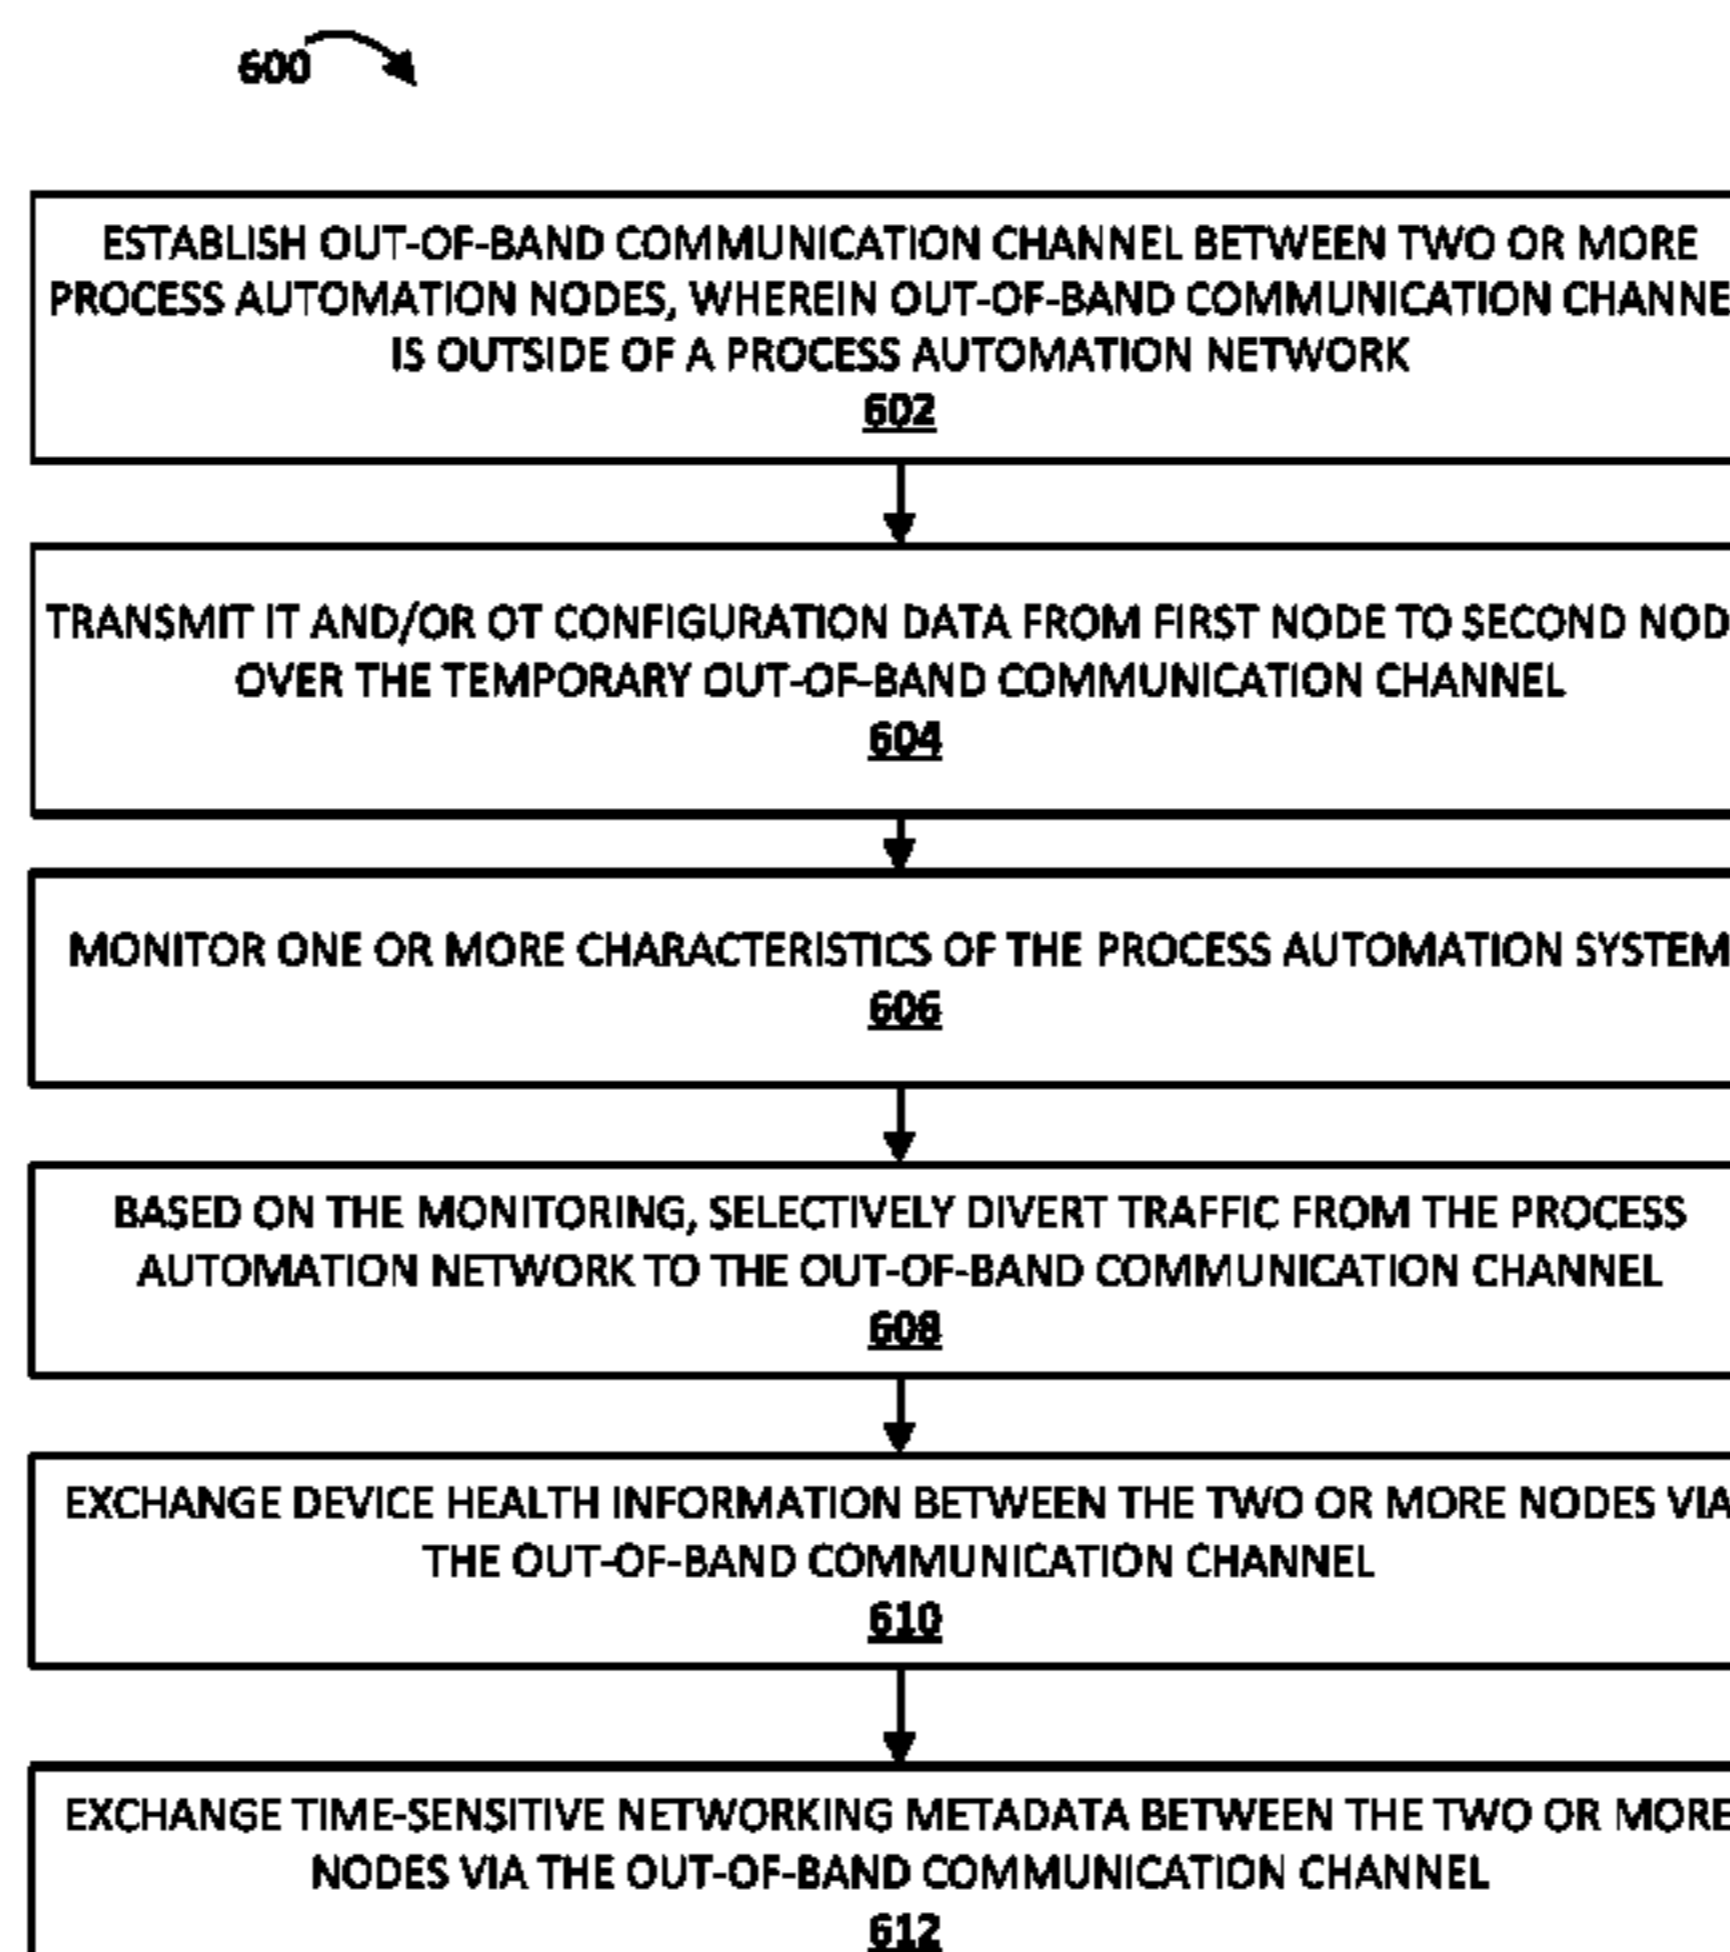 600
ESTABLISH OUT-OF-BAND COMMUNICATION CHANNEL BETWEEN TWO OR MORE
PROCESS AUTOMATION NODES, WHEREIN OUT-OF-BAND COMMUNICATION CHANNE
IS OUTSIDE OF A PROCESS AUTOMATION NETWORK
602
TRANSMIT IT AND/OR OT CONFIGURATION DATA FROM FIRST NODE TO SECOND NOD
OVER THE TEMPORARY OUT-OF-BAND COMMUNICATION CHANNEL
604
MONITOR ONE OR MORE CHARACTERISTICS OF THE PROCESS AUTOMATION SYSTEM
606
BASED ON THE MONITORING, SELECTIVELY DIVERT TRAFFIC FROM THE PROCESS
AUTOMATION NETWORK TO THE OUT-OF-BAND COMMUNICATION CHANNEL
608
EXCHANGE DEVICE HEALTH INFORMATION BETWEEN THE TWO OR MORE NODES VIA
THE OUT-OF-BAND COMMUNICATION CHANNEL
610
EXCHANGE TIME-SENSITIVE NETWORKING METADATA BETWEEN THE TWO OR MORE
NODES VIA THE OUT-OF-BAND COMMUNICATION CHANNEL
612